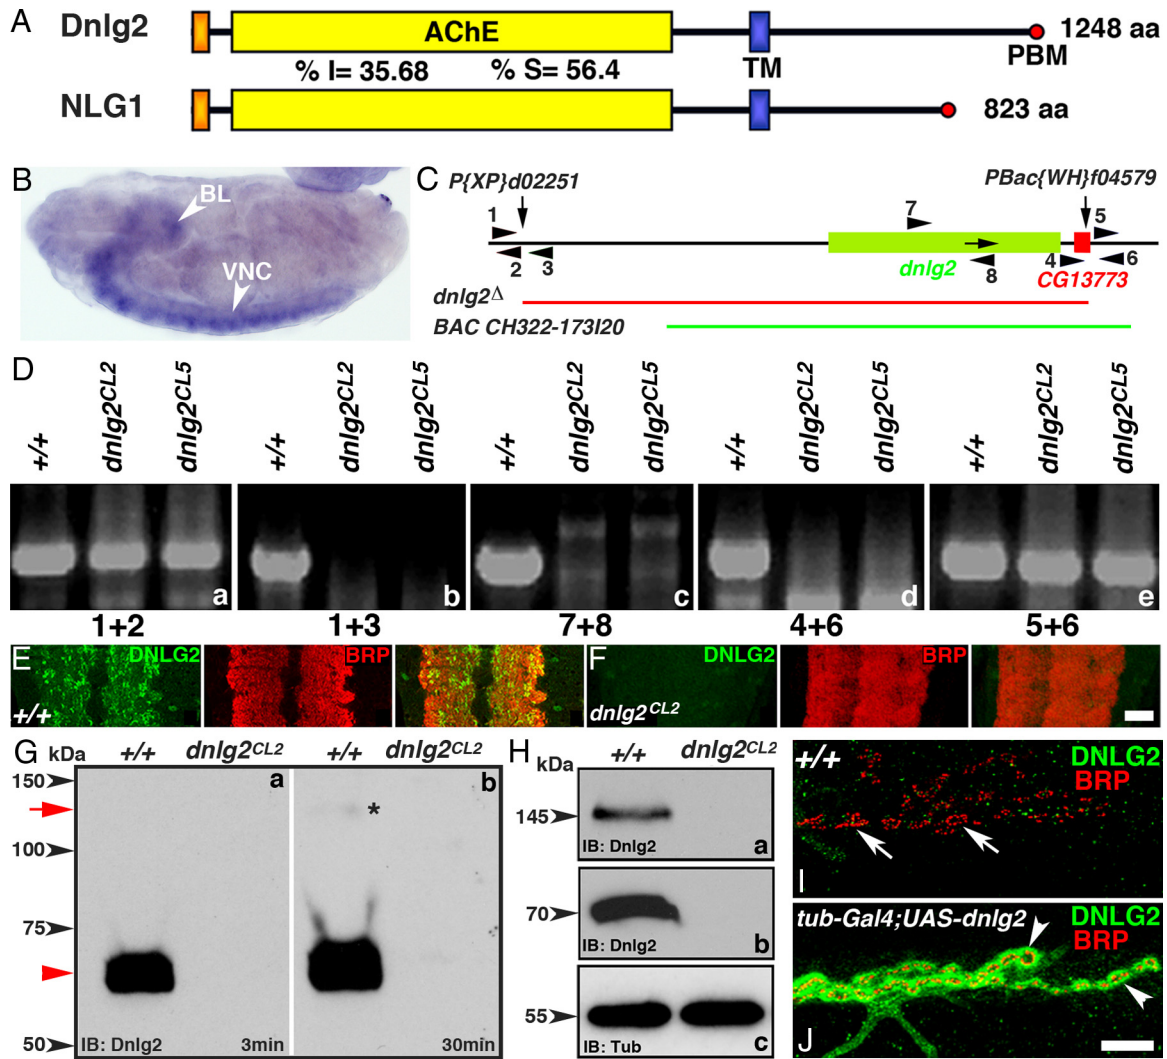 A
Dnlg2
AChE
1248 aa
% I= 35.68
% S= 56.4
TM
PBM
NLG1
823 aa
B
BL
VNC
C
P{XP}d02251
PBac{WH}f04579
1
7
5
2
3
dnlg2
8
4
6
CG13773
dnlg2Δ
BAC CH322-173I20
D
+/+
dnlg2CL2
dnlg2CL5
+/+
dnlg2CL2
dnlg2CL5
+/+
dnlg2CL2
dnlg2CL5
+/+
dnlg2CL2
dnlg2CL5
+/+
dnlg2CL2
dnlg2CL5
a
b
c
d
e
1+2
1+3
7+8
4+6
5+6
E
DNLG2
BRP
+/+
F
DNLG2
BRP
dnlg2CL2
G
kDa
+/+
dnlg2CL2
+/+
dnlg2CL2
a
b
150
*
100
75
50
IB: Dnlg2
3min
30min
H
kDa
+/+
dnlg2CL2
145
IB: Dnlg2
a
70
IB: Dnlg2
b
55
IB: Tub
c
+/+
DNLG2
BRP
I
tub-Gal4;UAS-dnlg2
DNLG2
BRP
J